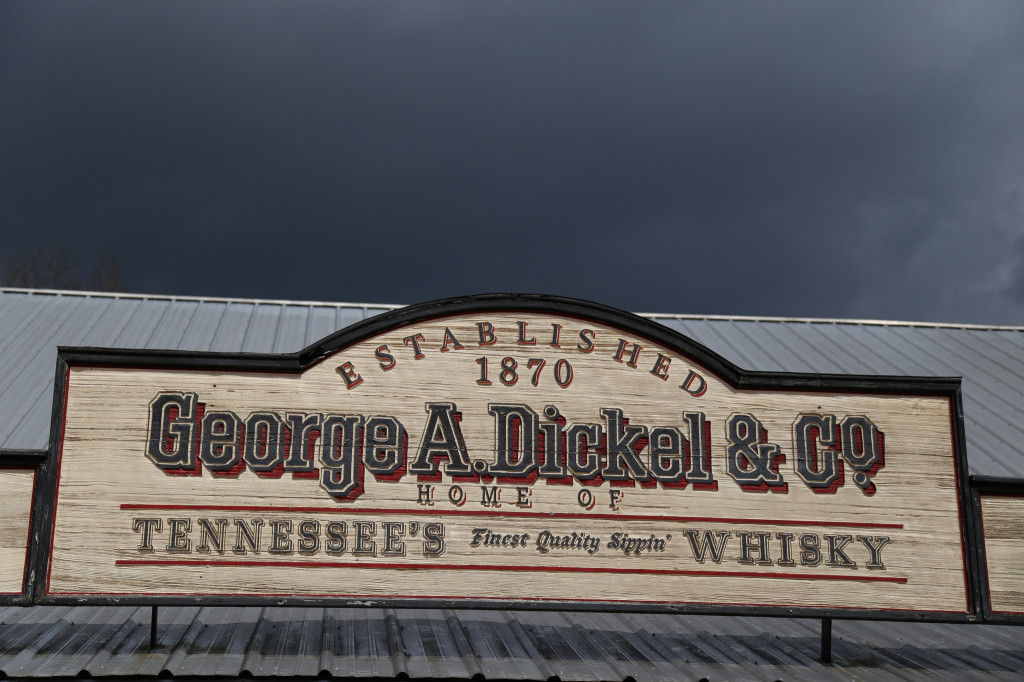 ESTABLISHED
1870
George A. Dickel & Co.
HOME OF
TENNESSEE'S Finest Quality Sippin' WHISKY